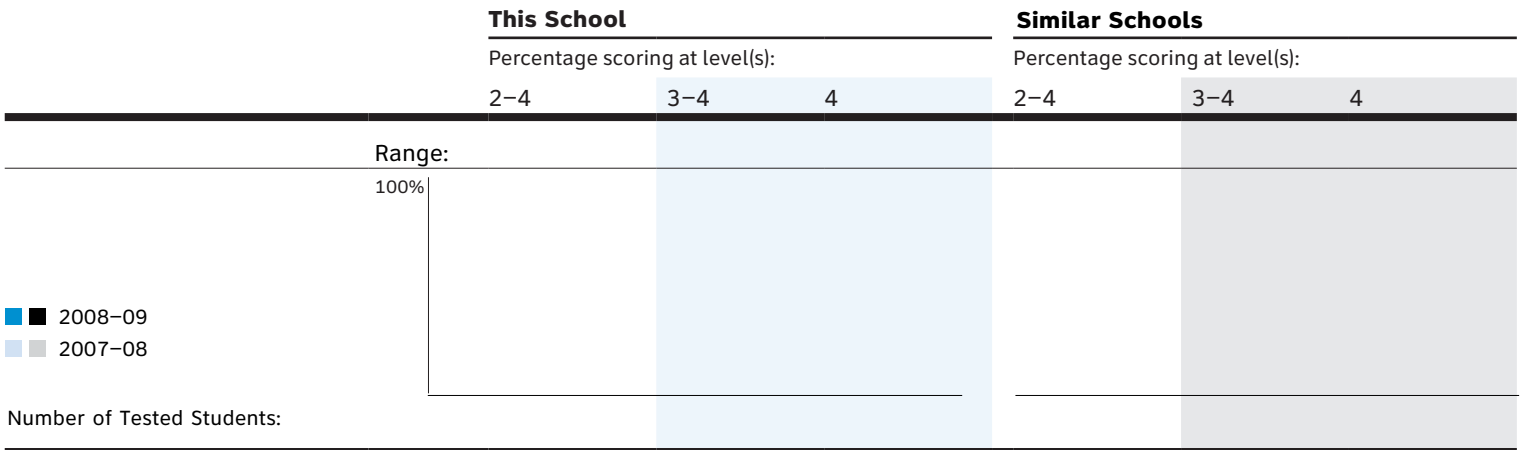 This School Similar Schools
Percentage scoring at level(s): Percentage scoring at level(s):
2–4 3–4 4 2–4 3–4 4
Range:
100%
2008–09
2007–08
Number of Tested Students: